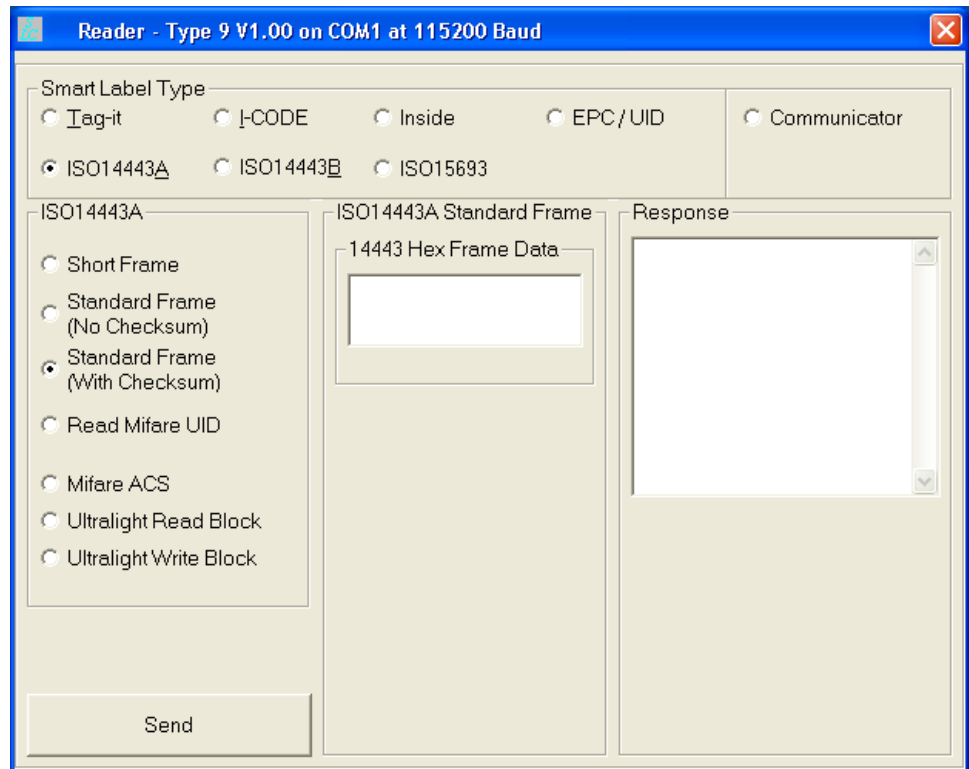 Reader - Type 9 V1.00 on COM1 at 115200 Baud
Smart Label Type
Tag-it
I-CODE
Inside
EPC / UID
Communicator
ISO14443A
ISO14443B
ISO15693
ISO14443A
Short Frame
Standard Frame
(No Checksum)
Standard Frame
(With Checksum)
Read Mifare UID
Mifare ACS
Ultralight Read Block
Ultralight Write Block
Send
ISO14443A Standard Frame
14443 Hex Frame Data
Response